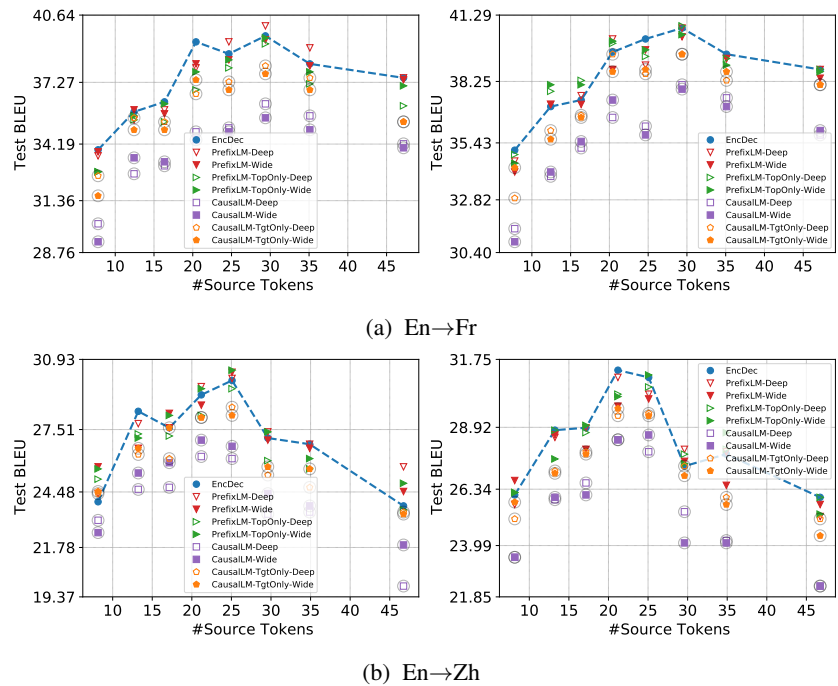 40.64
37.27
34.19
31.36
28.76
Test BLEU
EncDec
PrefixLM-Deep
PrefixLM-Wide
PrefixLM-TopOnly-Deep
PrefixLM-TopOnly-Wide
CausalLM-Deep
CausalLM-Wide
CausalLM-TgtOnly-Deep
CausalLM-TgtOnly-Wide
10 15 20 25 30 35 40 45
#Source Tokens
41.29
38.25
35.43
32.82
30.40
Test BLEU
EncDec
PrefixLM-Deep
PrefixLM-Wide
PrefixLM-TopOnly-Deep
PrefixLM-TopOnly-Wide
CausalLM-Deep
CausalLM-Wide
CausalLM-TgtOnly-Deep
CausalLM-TgtOnly-Wide
10 15 20 25 30 35 40 45
#Source Tokens
(a) En→Fr
30.93
27.51
24.48
21.78
19.37
Test BLEU
EncDec
PrefixLM-Deep
PrefixLM-Wide
PrefixLM-TopOnly-Deep
PrefixLM-TopOnly-Wide
CausalLM-Deep
CausalLM-Wide
CausalLM-TgtOnly-Deep
CausalLM-TgtOnly-Wide
10 15 20 25 30 35 40 45
#Source Tokens
31.75
28.92
26.34
23.99
21.85
Test BLEU
EncDec
PrefixLM-Deep
PrefixLM-Wide
PrefixLM-TopOnly-Deep
PrefixLM-TopOnly-Wide
CausalLM-Deep
CausalLM-Wide
CausalLM-TgtOnly-Deep
CausalLM-TgtOnly-Wide
10 15 20 25 30 35 40 45
#Source Tokens
(b) En→Zh